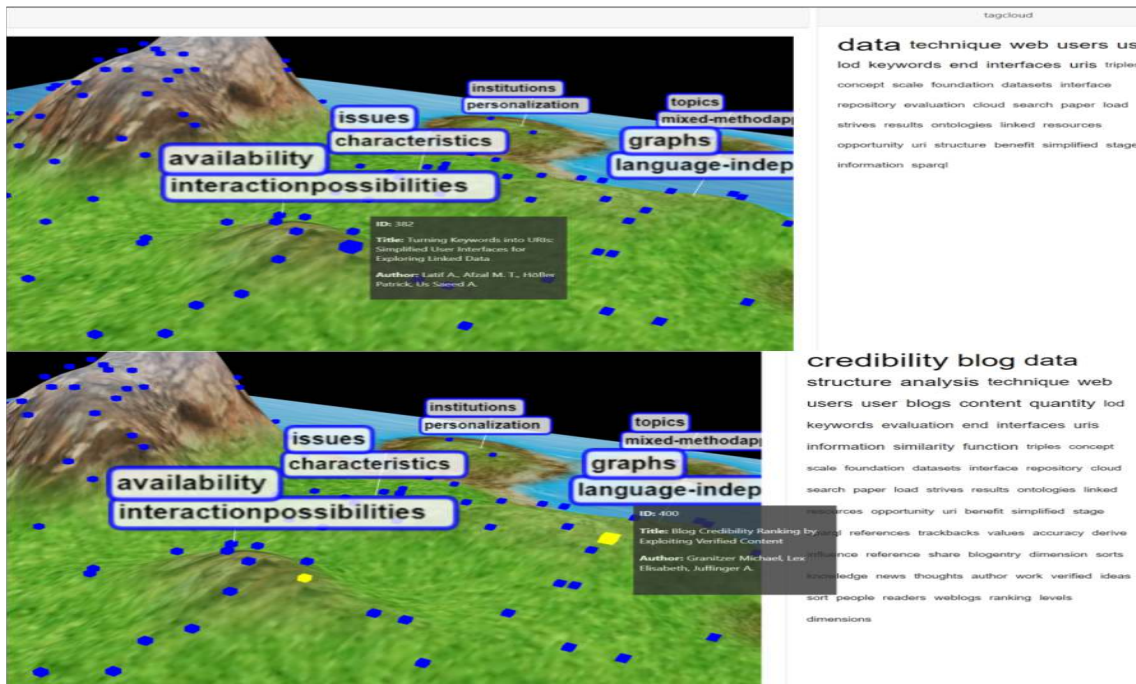 tagcloud
data technique web users us
lod keywords end interfaces uris triples
concept scale foundation datasets interface
repository evaluation cloud search paper load
strives results ontologies linked resources
opportunity uri structure benefit simplified stage
information sparql
institutions
personalization
topics
mixed-methodapp
issues
characteristics
graphs
language-indep
availability
interactionpossibilities
ID: 382
Title: Turning Keywords into URIs:
Simplified User Interfaces for
Exploring Linked Data
Author: Latif A., Afzal M. T., Höfler
Patrick, Us Saeed A.
credibility blog data
structure analysis technique web
users user blogs content quantity lod
keywords evaluation end interfaces uris
information similarity function triples concept
scale foundation datasets interface repository cloud
search paper load strives results ontologies linked
resources opportunity uri benefit simplified stage
sparql references trackbacks values accuracy derive
influence reference share blogentry dimension sorts
knowledge news thoughts author work verified ideas
sort people readers weblogs ranking levels
dimensions
institutions
personalization
topics
mixed-methodapp
issues
characteristics
graphs
language-indep
availability
interactionpossibilities
ID: 400
Title: Blog Credibility Ranking by
Exploiting Verified Content
Author: Granitzer Michael, Lex
Elisabeth, Juffinger A.